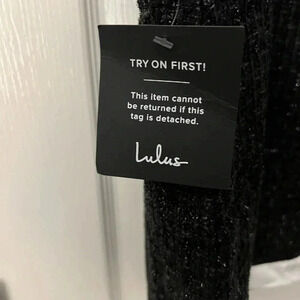 TRY ON FIRST!
This item cannot
be returned if this
tag is detached.
Lulus